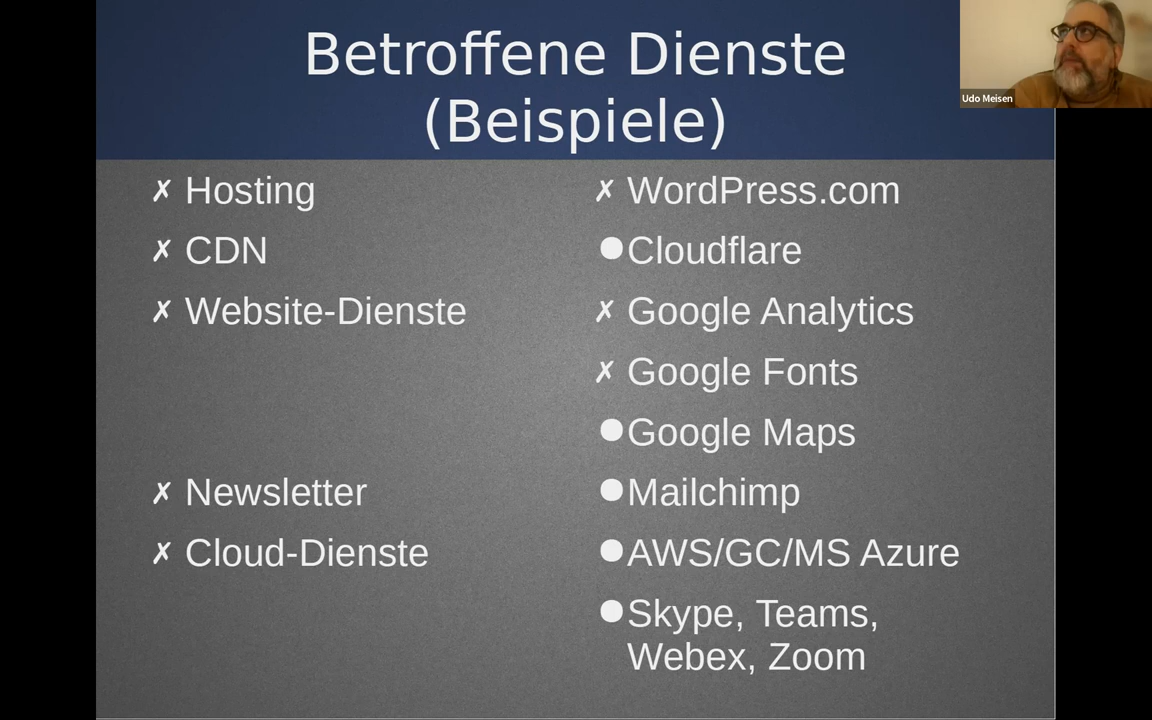 Betroffene Dienste
(Beispiele)
Udo Meisen
✗ Hosting
✗ CDN
✗ Website-Dienste
✗ Newsletter
✗ Cloud-Dienste
✗ WordPress.com
●Cloudflare
✗ Google Analytics
✗ Google Fonts
●Google Maps
●Mailchimp
●AWS/GC/MS Azure
●Skype, Teams,
Webex, Zoom